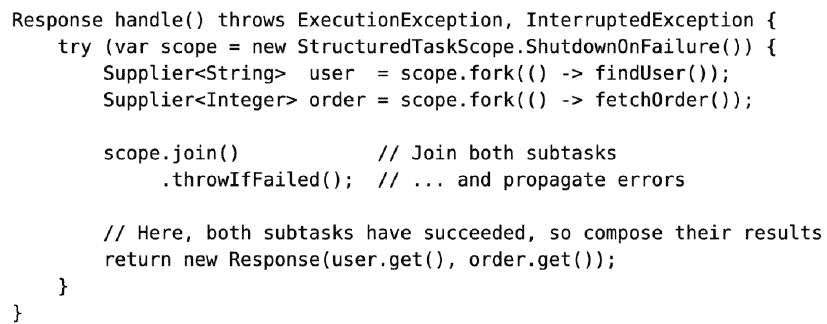 Response handle() throws ExecutionException, InterruptedException {
    try (var scope = new StructuredTaskScope.ShutdownOnFailure()) {
        Supplier<String>  user  = scope.fork(() -> findUser());
        Supplier<Integer> order = scope.fork(() -> fetchOrder());

        scope.join()            // Join both subtasks
             .throwIfFailed();  // ... and propagate errors

        // Here, both subtasks have succeeded, so compose their results
        return new Response(user.get(), order.get());
    }
}